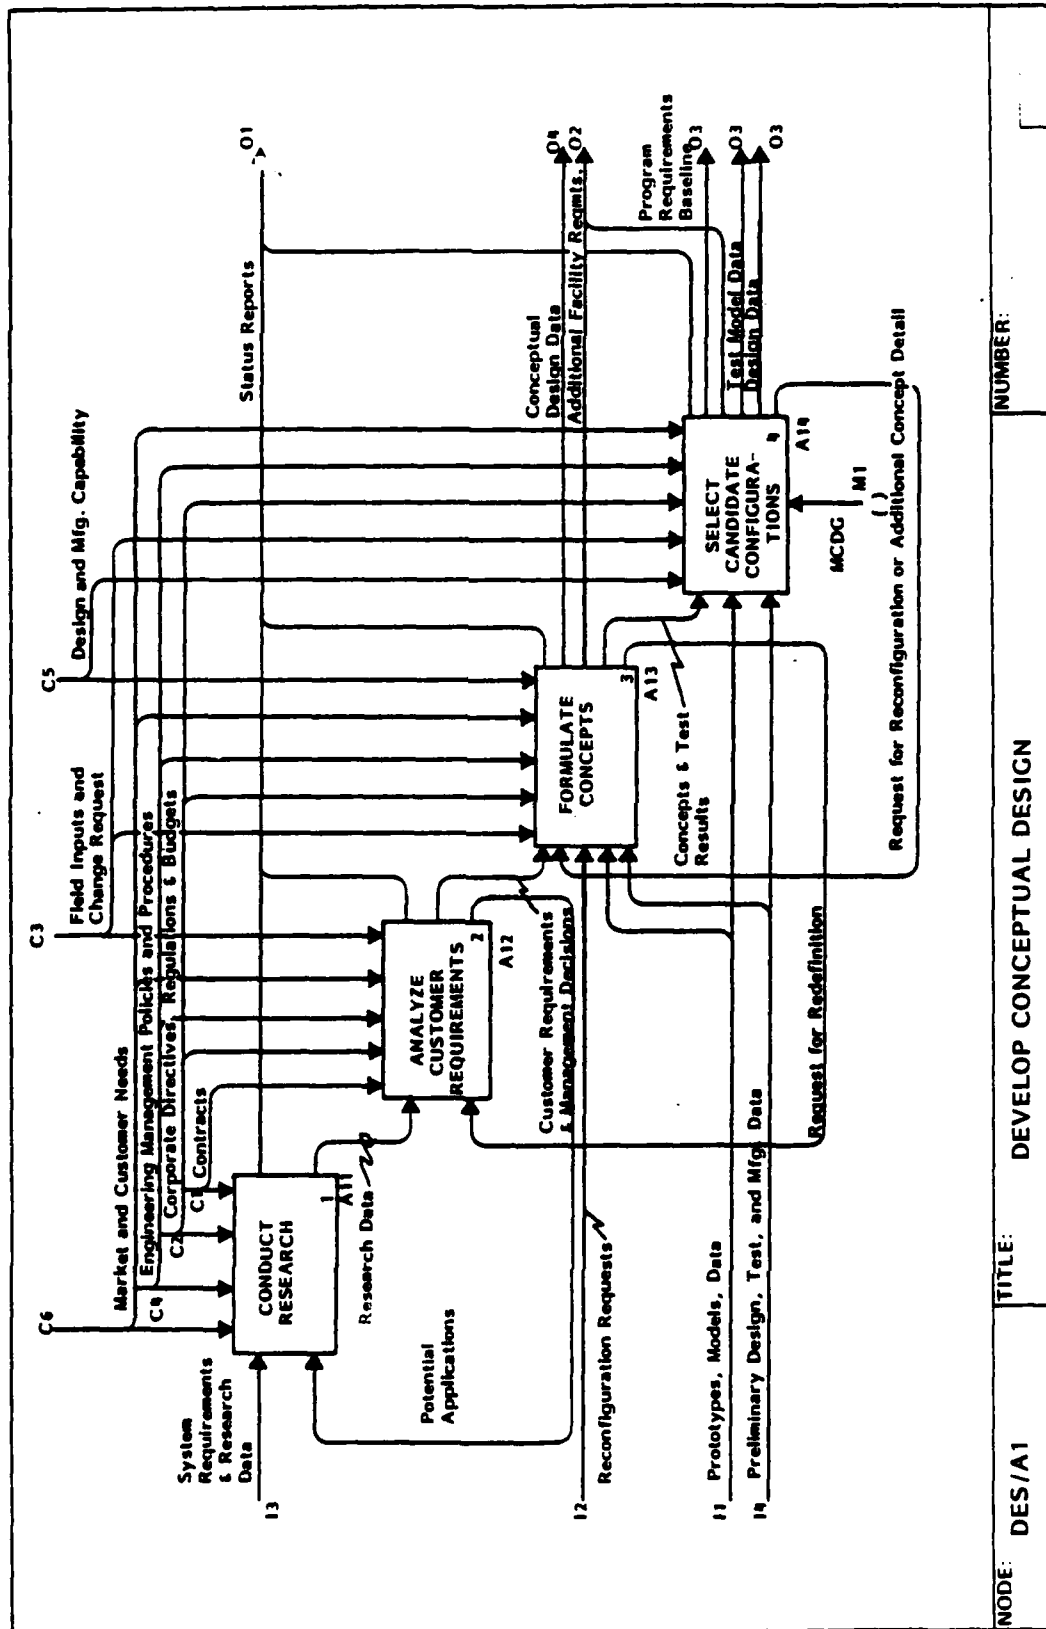 C6
C3
C5
Market and Customer Needs
Field Inputs and
Change Request
Design and Mfg. Capability
C4
Engineering Management Policies and Procedures
C2
Corporate Directives, Regulations & Budgets
C1
Contracts
Status Reports
O1
System
Requirements
& Research
Data
I3
CONDUCT
RESEARCH
1
A11
Research Data
Potential
Applications
ANALYZE
CUSTOMER
REQUIREMENTS
2
A12
Customer Requirements
& Management Decisions
FORMULATE
CONCEPTS
3
A13
Conceptual
Design Data
O4
Additional Facility Reqmts.
O2
Concepts & Test
Results
I2
Reconfiguration Requests
Program
Requirements
Baseline
O3
Test Model Data
O3
Design Data
O3
SELECT
CANDIDATE
CONFIGURA-
TIONS
4
A14
MCDG
M1
( )
I1
Prototypes, Models, Data
I4
Preliminary Design, Test, and Mfg. Data
Request for Redefinition
Request for Reconfiguration or Additional Concept Detail
NODE:
DES/A1
TITLE:
DEVELOP CONCEPTUAL DESIGN
NUMBER: